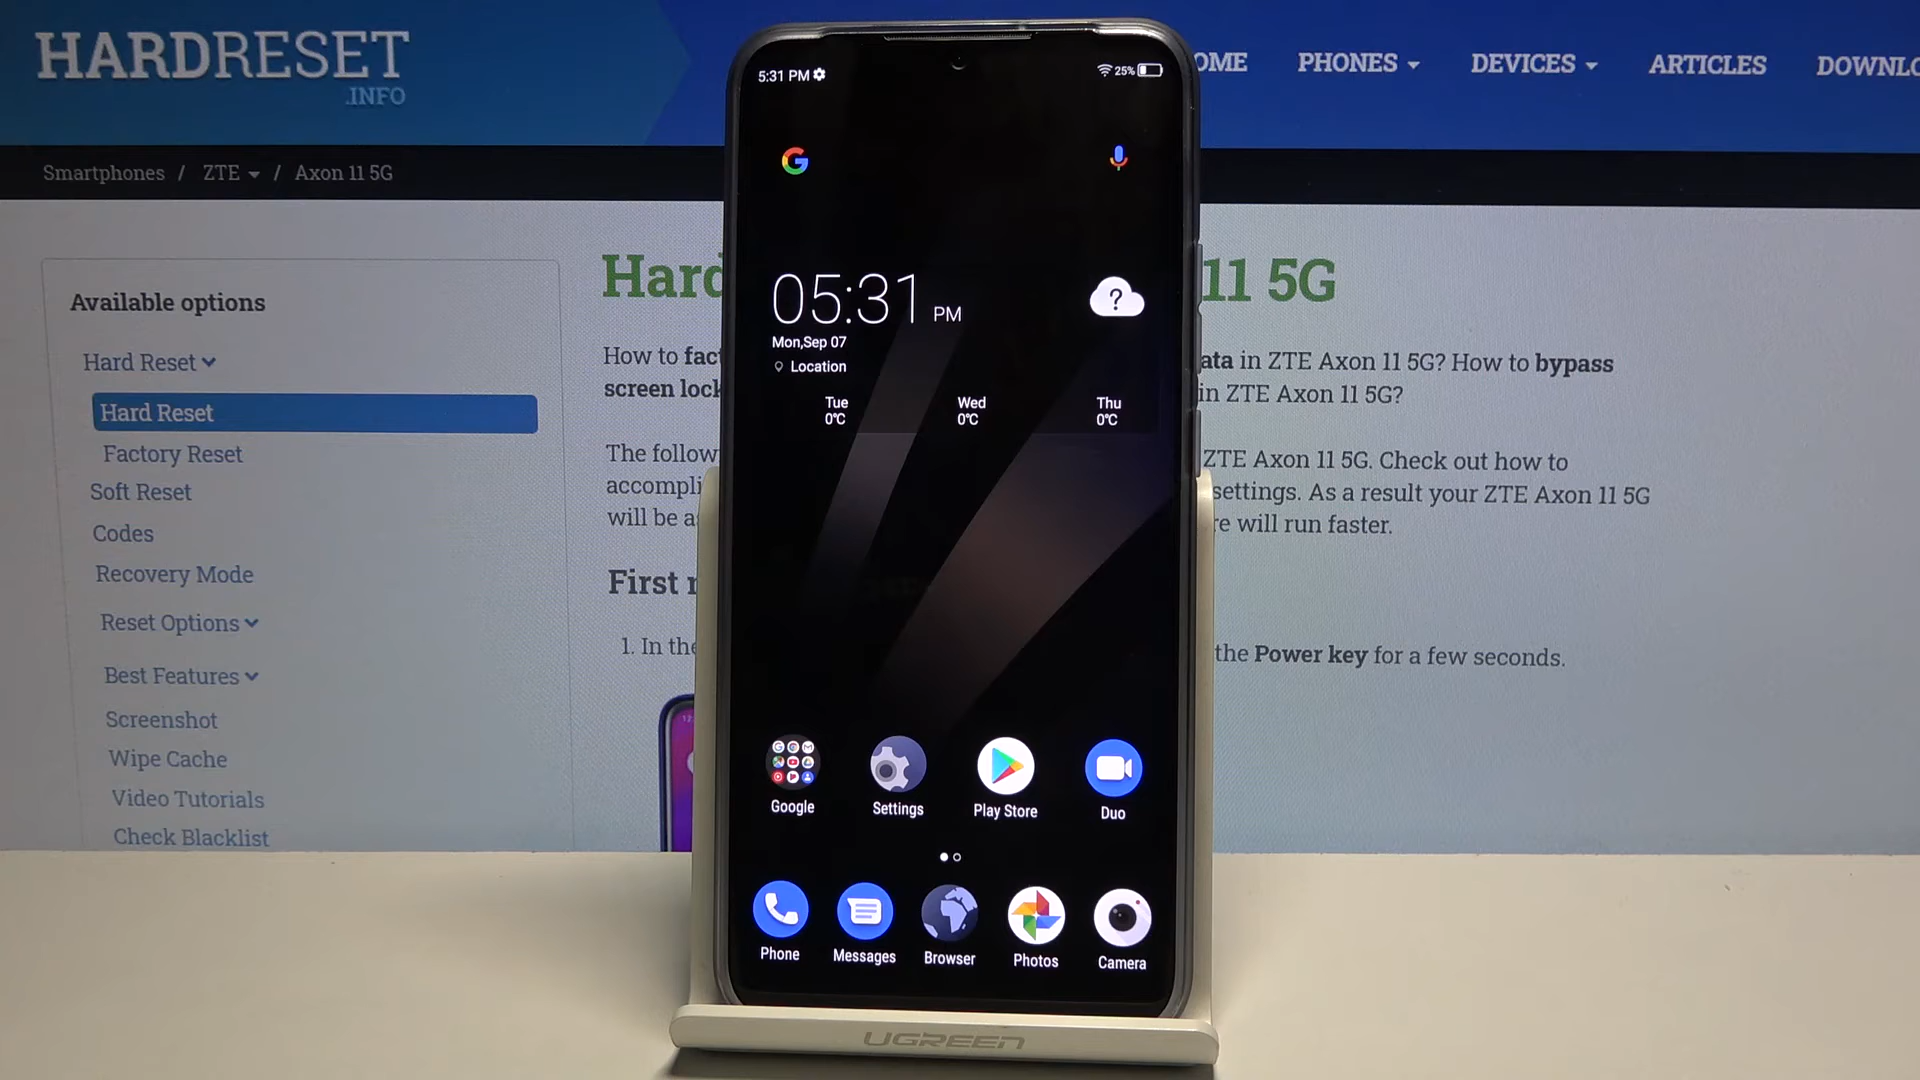 HARDRESET
.INFO
OME
PHONES
DEVICES
ARTICLES
DOWNLO
Smartphones / ZTE / Axon 11 5G
Available options
Hard Reset
Hard Reset
Factory Reset
Soft Reset
Codes
Recovery Mode
Reset Options
Best Features
Screenshot
Wipe Cache
Video Tutorials
Check Blacklist
Hard
11 5G
How to fact
ata in ZTE Axon 11 5G? How to bypass
screen lock
in ZTE Axon 11 5G?
The follow
ZTE Axon 11 5G. Check out how to
accompli
settings. As a result your ZTE Axon 11 5G
will be a
re will run faster.
First
1. In the
the Power key for a few seconds.
5:31 PM
25%
05:31 PM
?
Mon,Sep 07
Location
Tue
Wed
Thu
0℃
0℃
0℃
Google
Settings
Play Store
Duo
Phone
Messages
Browser
Photos
Camera
UGREEN